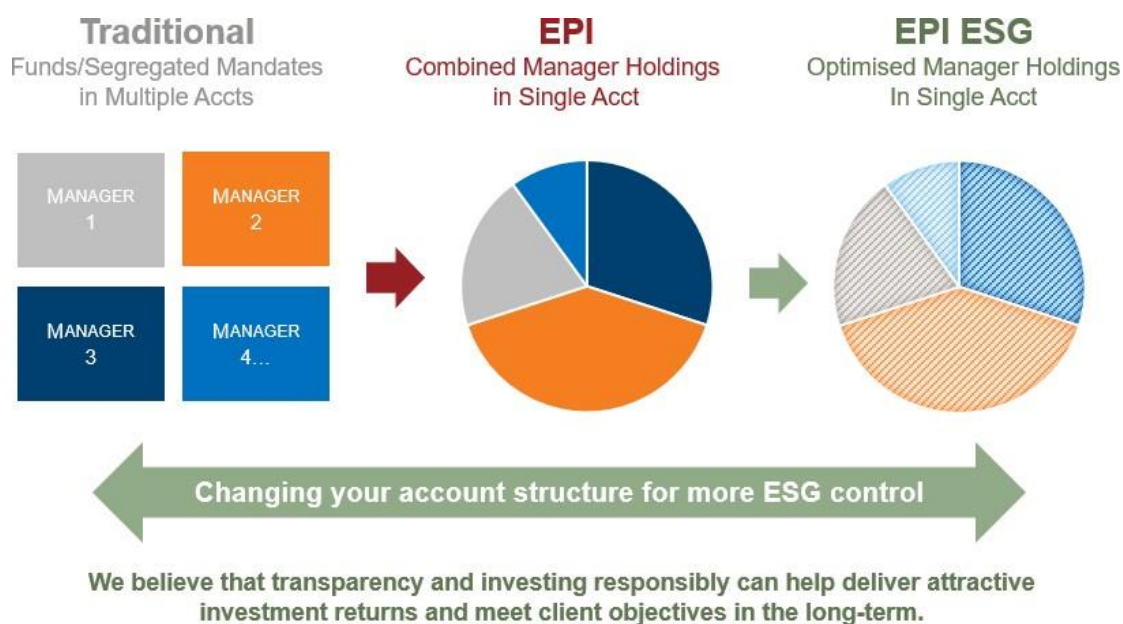 Traditional
Funds/Segregated Mandates
in Multiple Accts
EPI
Combined Manager Holdings
in Single Acct
EPI ESG
Optimised Manager Holdings
In Single Acct
MANAGER
1
MANAGER
2
MANAGER
3
MANAGER
4...
Changing your account structure for more ESG control
We believe that transparency and investing responsibly can help deliver attractive
investment returns and meet client objectives in the long-term.